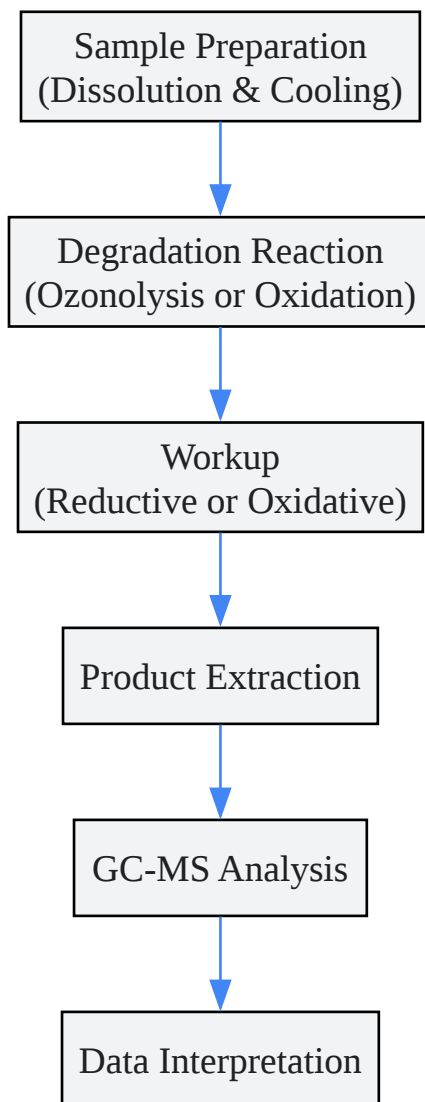 Sample Preparation
(Dissolution & Cooling)
Degradation Reaction
(Ozonolysis or Oxidation)
Workup
(Reductive or Oxidative)
Product Extraction
GC-MS Analysis
Data Interpretation